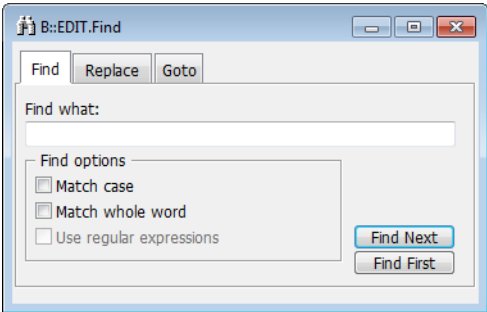 B::EDIT.Find
Find Replace Goto
Find what:
Find options
Match case
Match whole word
Use regular expressions
Find Next
Find First